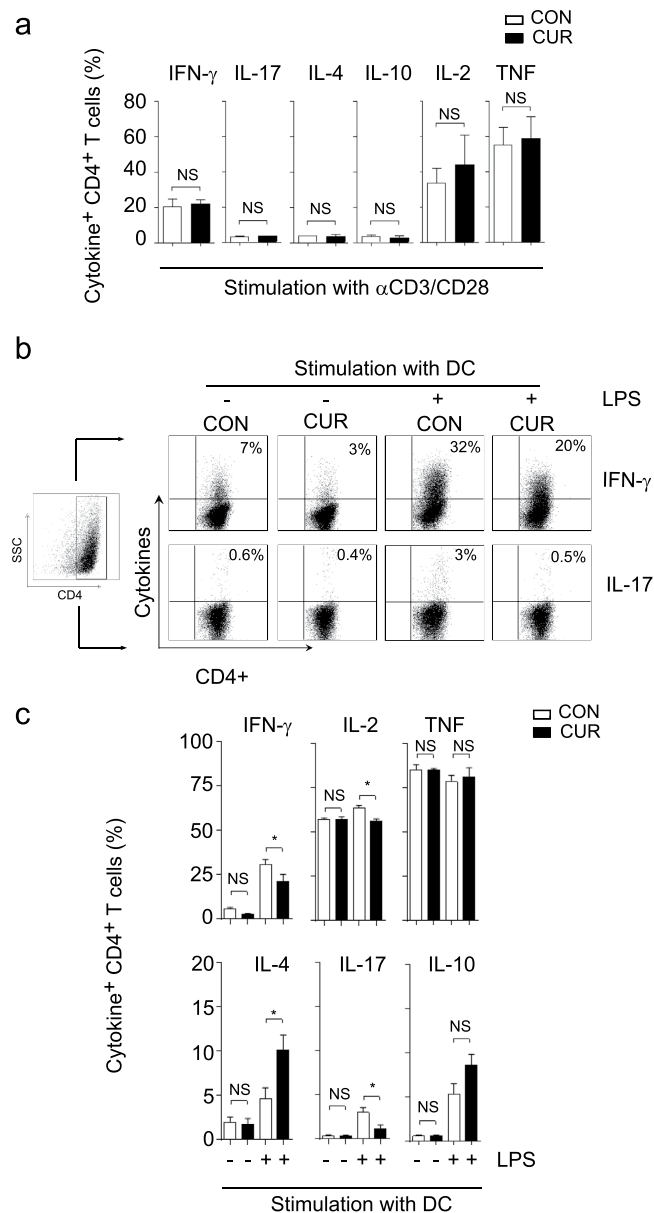 a
CON
CUR
IFN-γ IL-17 IL-4 IL-10 IL-2 TNF
Cytokine⁺ CD4⁺ T cells (%)
80
60
40
20
0
NS NS NS NS NS NS
Stimulation with αCD3/CD28
b
Stimulation with DC
- - + + LPS
CON CUR CON CUR
7% 3% 32% 20%
IFN-γ
SSC
CD4
Cytokines
0.6% 0.4% 3% 0.5%
IL-17
CD4+
c
CON
CUR
IFN-γ IL-2 TNF
Cytokine⁺ CD4⁺ T cells (%)
100
75
50
25
0
NS * NS * NS NS
IL-4 IL-17 IL-10
20
15
10
5
0
NS * NS * NS NS
- - + + - - + + - - + + LPS
Stimulation with DC